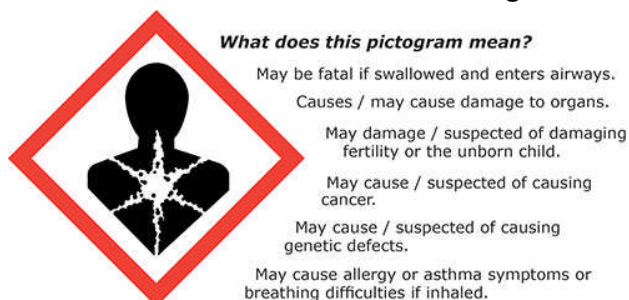 What does this pictogram mean?
May be fatal if swallowed and enters airways.
Causes / may cause damage to organs.
May damage / suspected of damaging
fertility or the unborn child.
May cause / suspected of causing
cancer.
May cause / suspected of causing
genetic defects.
May cause allergy or asthma symptoms or
breathing difficulties if inhaled.